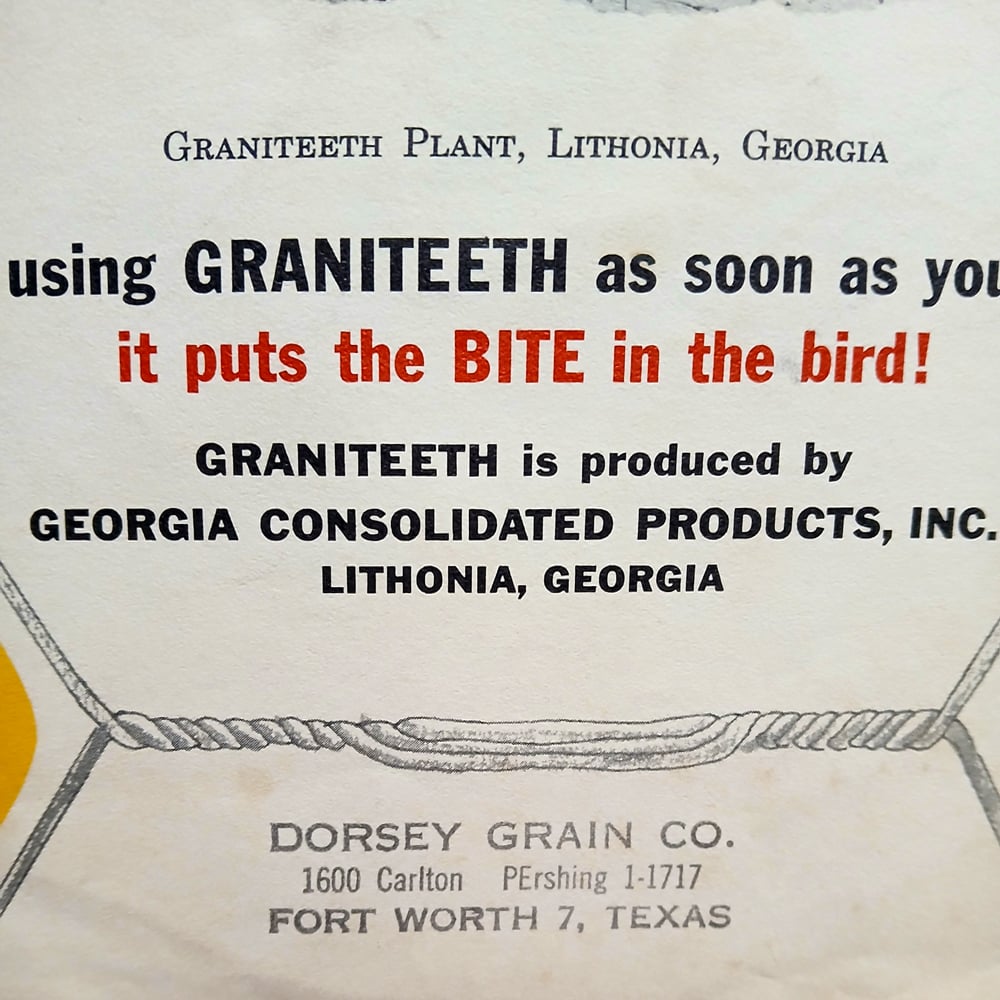 GRANITEETH PLANT, LITHONIA, GEORGIA
using GRANITEETH as soon as you
it puts the BITE in the bird!
GRANITEETH is produced by
GEORGIA CONSOLIDATED PRODUCTS, INC.
LITHONIA, GEORGIA
DORSEY GRAIN CO.
1600 Carlton PErshing 1-1717
FORT WORTH 7, TEXAS